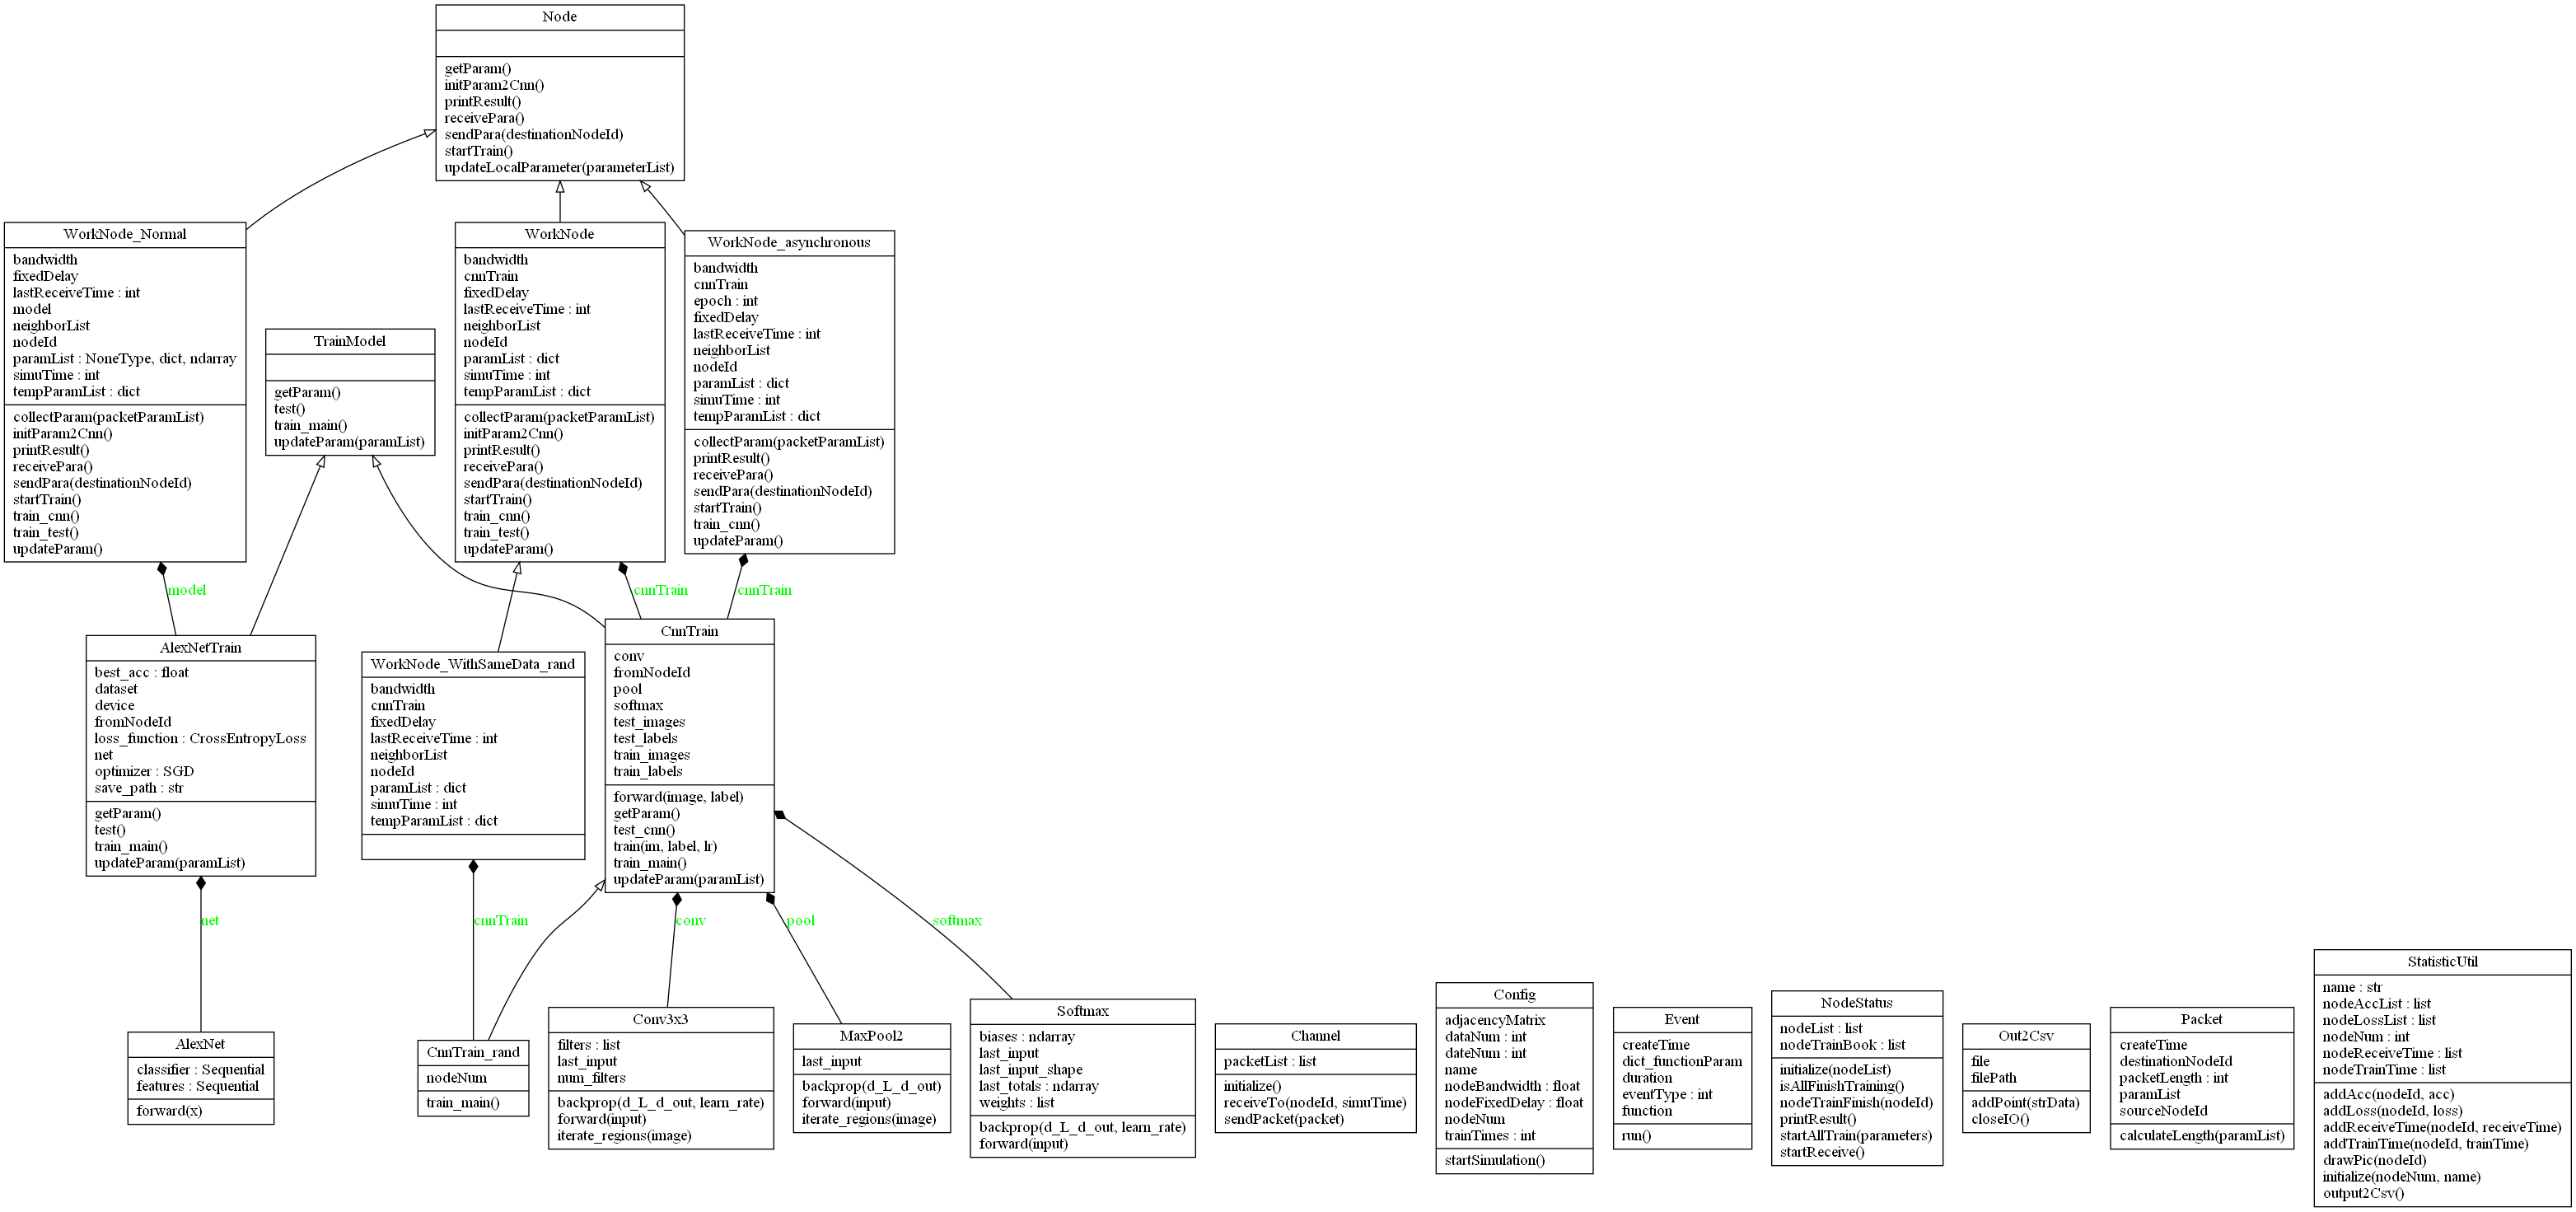 Node
getParam()
initParam2Cnn()
printResult()
receivePara()
sendPara(destinationNodeId)
startTrain()
updateLocalParameter(parameterList)
WorkNode_Normal
bandwidth
fixedDelay
lastReceiveTime : int
model
neighborList
nodeId
paramList : NoneType, dict, ndarray
simuTime : int
tempParamList : dict
collectParam(packetParamList)
initParam2Cnn()
printResult()
receivePara()
sendPara(destinationNodeId)
startTrain()
train_cnn()
train_test()
updateParam()
TrainModel
getParam()
test()
train_main()
updateParam(paramList)
WorkNode
bandwidth
cnnTrain
fixedDelay
lastReceiveTime : int
neighborList
nodeId
paramList : dict
simuTime : int
tempParamList : dict
collectParam(packetParamList)
initParam2Cnn()
printResult()
receivePara()
sendPara(destinationNodeId)
startTrain()
train_cnn()
train_test()
updateParam()
WorkNode_asynchronous
bandwidth
cnnTrain
epoch : int
fixedDelay
lastReceiveTime : int
neighborList
nodeId
paramList : dict
simuTime : int
tempParamList : dict
collectParam(packetParamList)
printResult()
receivePara()
sendPara(destinationNodeId)
startTrain()
train_cnn()
updateParam()
model
cnnTrain
cnnTrain
AlexNetTrain
best_acc : float
dataset
device
fromNodeId
loss_function : CrossEntropyLoss
net
optimizer : SGD
save_path : str
getParam()
test()
train_main()
updateParam(paramList)
WorkNode_WithSameData_rand
bandwidth
cnnTrain
fixedDelay
lastReceiveTime : int
neighborList
nodeId
paramList : dict
simuTime : int
tempParamList : dict
CnnTrain
conv
fromNodeId
pool
softmax
test_images
test_labels
train_images
train_labels
forward(image, label)
getParam()
test_cnn()
train(im, label, lr)
train_main()
updateParam(paramList)
net
cnnTrain
conv
pool
softmax
AlexNet
classifier : Sequential
features : Sequential
forward(x)
CnnTrain_rand
nodeNum
train_main()
Conv3x3
filters : list
last_input
num_filters
backprop(d_L_d_out, learn_rate)
forward(input)
iterate_regions(image)
MaxPool2
last_input
backprop(d_L_d_out)
forward(input)
iterate_regions(image)
Softmax
biases : ndarray
last_input
last_input_shape
last_totals : ndarray
weights : list
backprop(d_L_d_out, learn_rate)
forward(input)
Channel
packetList : list
initialize()
receiveTo(nodeId, simuTime)
sendPacket(packet)
Config
adjacencyMatrix
dataNum : int
dateNum : int
name
nodeBandwidth : float
nodeFixedDelay : float
nodeNum
trainTimes : int
startSimulation()
Event
createTime
dict_functionParam
duration
eventType : int
function
run()
NodeStatus
nodeList : list
nodeTrainBook : list
initialize(nodeList)
isAllFinishTraining()
nodeTrainFinish(nodeId)
printResult()
startAllTrain(parameters)
startReceive()
Out2Csv
file
filePath
addPoint(strData)
closeIO()
Packet
createTime
destinationNodeId
packetLength : int
paramList
sourceNodeId
calculateLength(paramList)
StatisticUtil
name : str
nodeAccList : list
nodeLossList : list
nodeNum : int
nodeReceiveTime : list
nodeTrainTime : list
addAcc(nodeId, acc)
addLoss(nodeId, loss)
addReceiveTime(nodeId, receiveTime)
addTrainTime(nodeId, trainTime)
drawPic(nodeId)
initialize(nodeNum, name)
output2Csv()